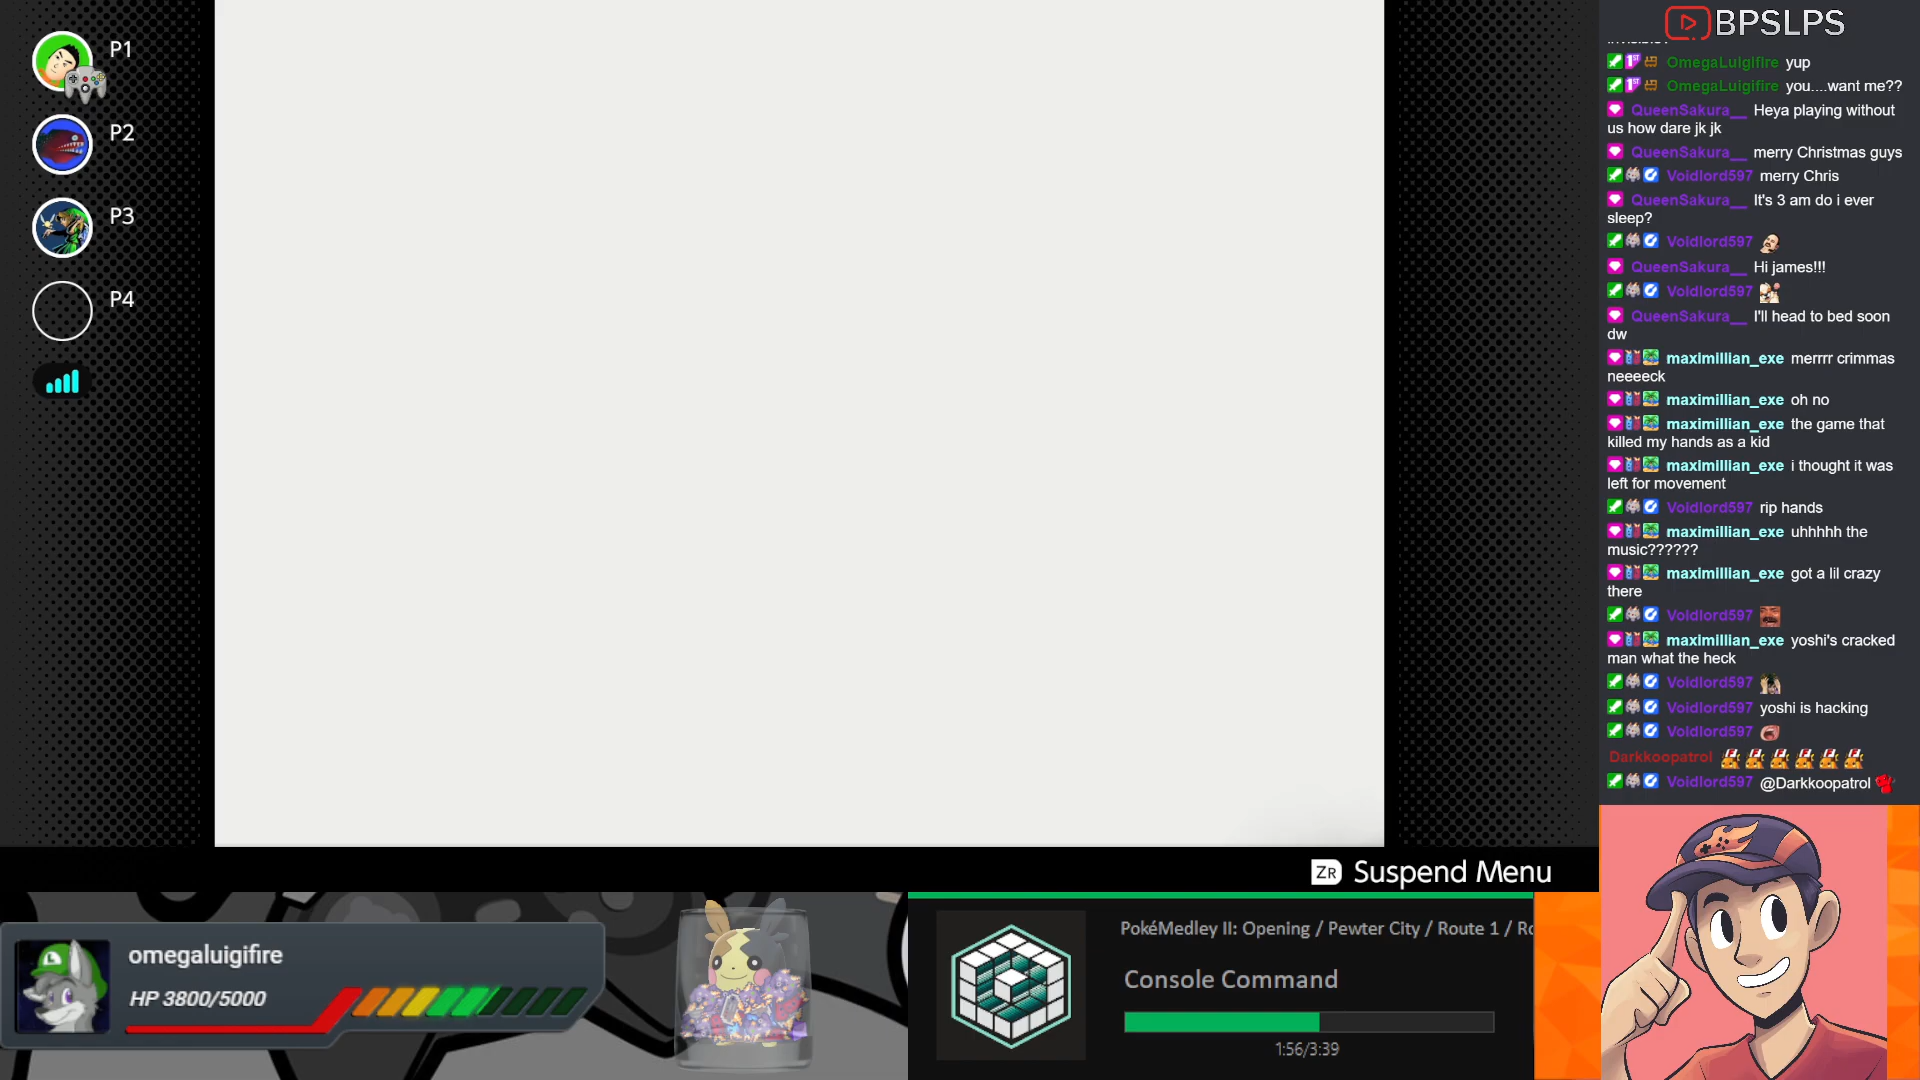 P1
P2
P3
P4
ZR Suspend Menu
BPSLPS
OmegaLuigifire yup
OmegaLuigifire you....want me??
QueenSakura__ Heya playing without
us how dare jk jk
QueenSakura__ merry Christmas guys
Voidlord597 merry Chris
QueenSakura__ It's 3 am do i ever
sleep?
Voidlord597
QueenSakura__ Hi james!!!
Voidlord597
QueenSakura__ I'll head to bed soon
dw
maximillian_exe merrrr crimmas
neeeeck
maximillian_exe oh no
maximillian_exe the game that
killed my hands as a kid
maximillian_exe i thought it was
left for movement
Voidlord597 rip hands
maximillian_exe uhhhhh the
music??????
maximillian_exe got a lil crazy
there
Voidlord597
maximillian_exe yoshi's cracked
man what the heck
Voidlord597
Voidlord597 yoshi is hacking
Voidlord597
Darkkoopatrol
Voidlord597 @Darkkoopatrol
omegaluigifire
HP 3800/5000
PokéMedley II: Opening / Pewter City / Route 1 / Ro
Console Command
1:56/3:39